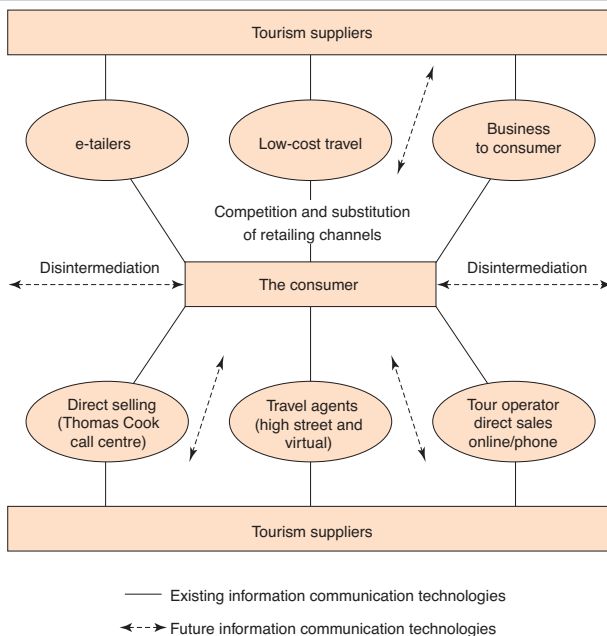 Tourism suppliers
e-tailers
Low-cost travel
Business
to consumer
Competition and substitution
of retailing channels
Disintermediation
The consumer
Disintermediation
Direct selling
(Thomas Cook
call centre)
Travel agents
(high street and
virtual)
Tour operator
direct sales
online/phone
Tourism suppliers
Existing information communication technologies
Future information communication technologies